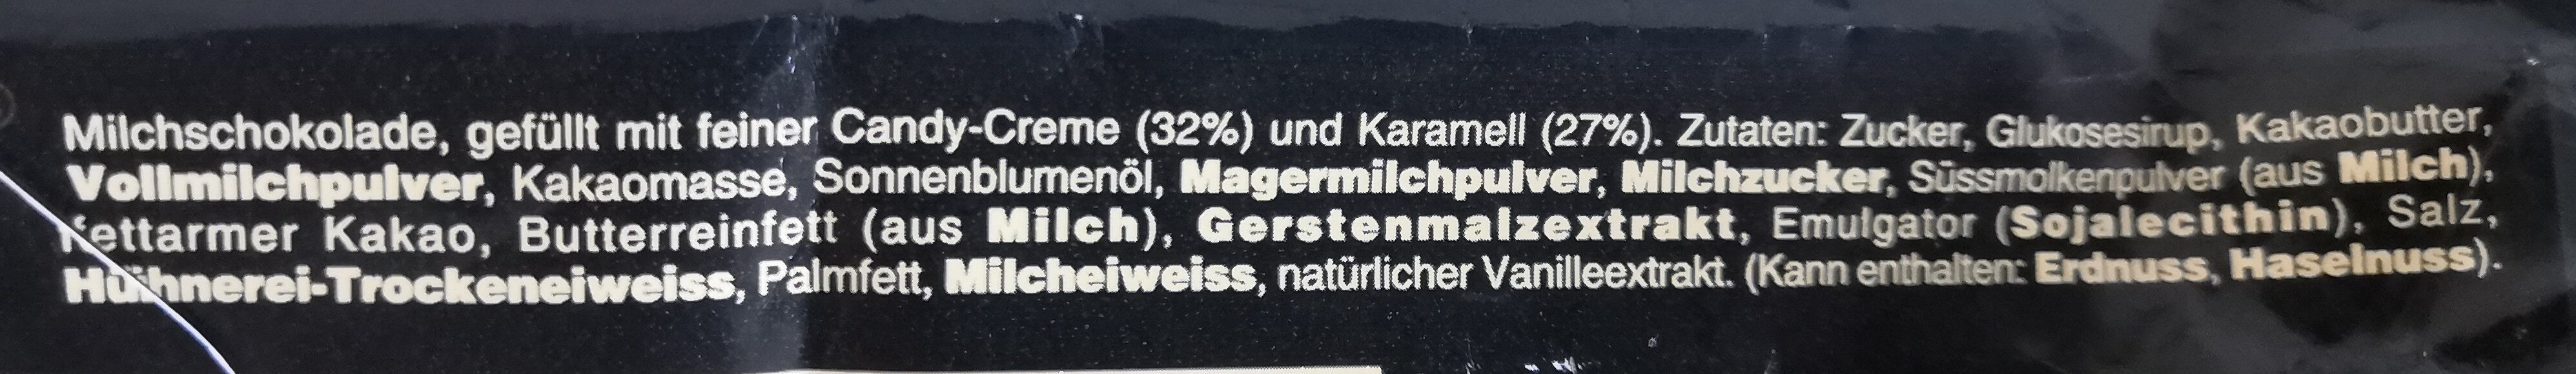 Milchschokolade, gefüllt mit feiner Candy-Creme (32%) und Karamell (27%). Zutaten: Zucker, Glukosesirup, Kakaobutter,
Vollmilchpulver, Kakaomasse, Sonnenblumenöl, Magermilchpulver, Milchzucker, Süssmolkenpulver (aus Milch),
fettarmer Kakao, Butterreinfett (aus Milch), Gerstenmalzextrakt, Emulgator (Sojalecithin), Salz,
Hühnerei-Trockeneiweiss, Palmfett, Milcheiweiss, natürlicher Vanilleextrakt. (Kann enthalten: Erdnuss, Haselnuss).